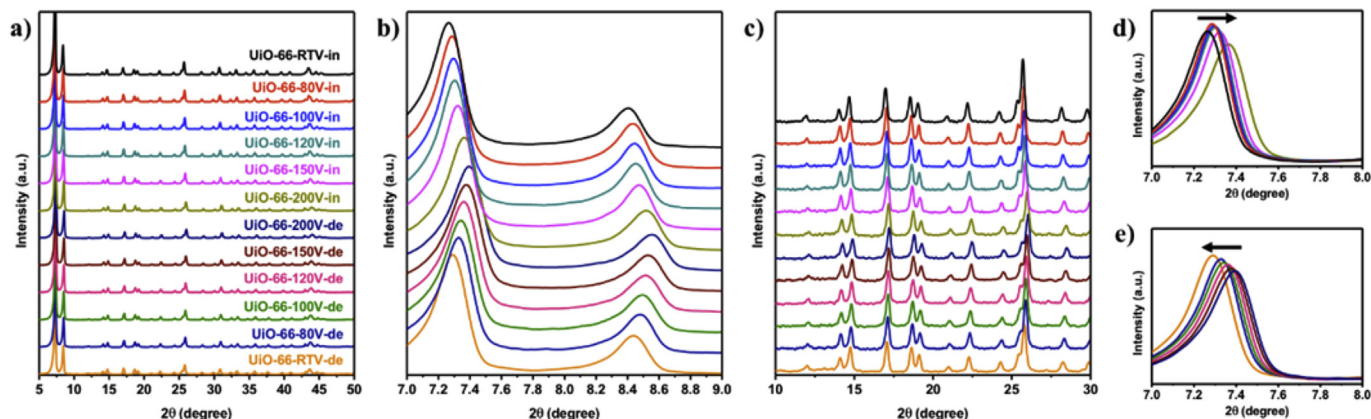 a)
Intensity (a.u.)
UiO-66-RTV-in
UiO-66-80V-in
UiO-66-100V-in
UiO-66-120V-in
UiO-66-150V-in
UiO-66-200V-in
UiO-66-200V-de
UiO-66-150V-de
UiO-66-120V-de
UiO-66-100V-de
UiO-66-80V-de
UiO-66-RTV-de
5 10 15 20 25 30 35 40 45 50
2θ (degree)
b)
Intensity (a.u.)
7.0 7.2 7.4 7.6 7.8 8.0 8.2 8.4 8.6 8.8 9.0
2θ (degree)
c)
Intensity (a.u.)
10 15 20 25 30
2θ (degree)
d)
Intensity (a.u.)
7.0 7.2 7.4 7.6 7.8 8.0
2θ (degree)
e)
Intensity (a.u.)
7.0 7.2 7.4 7.6 7.8 8.0
2θ (degree)